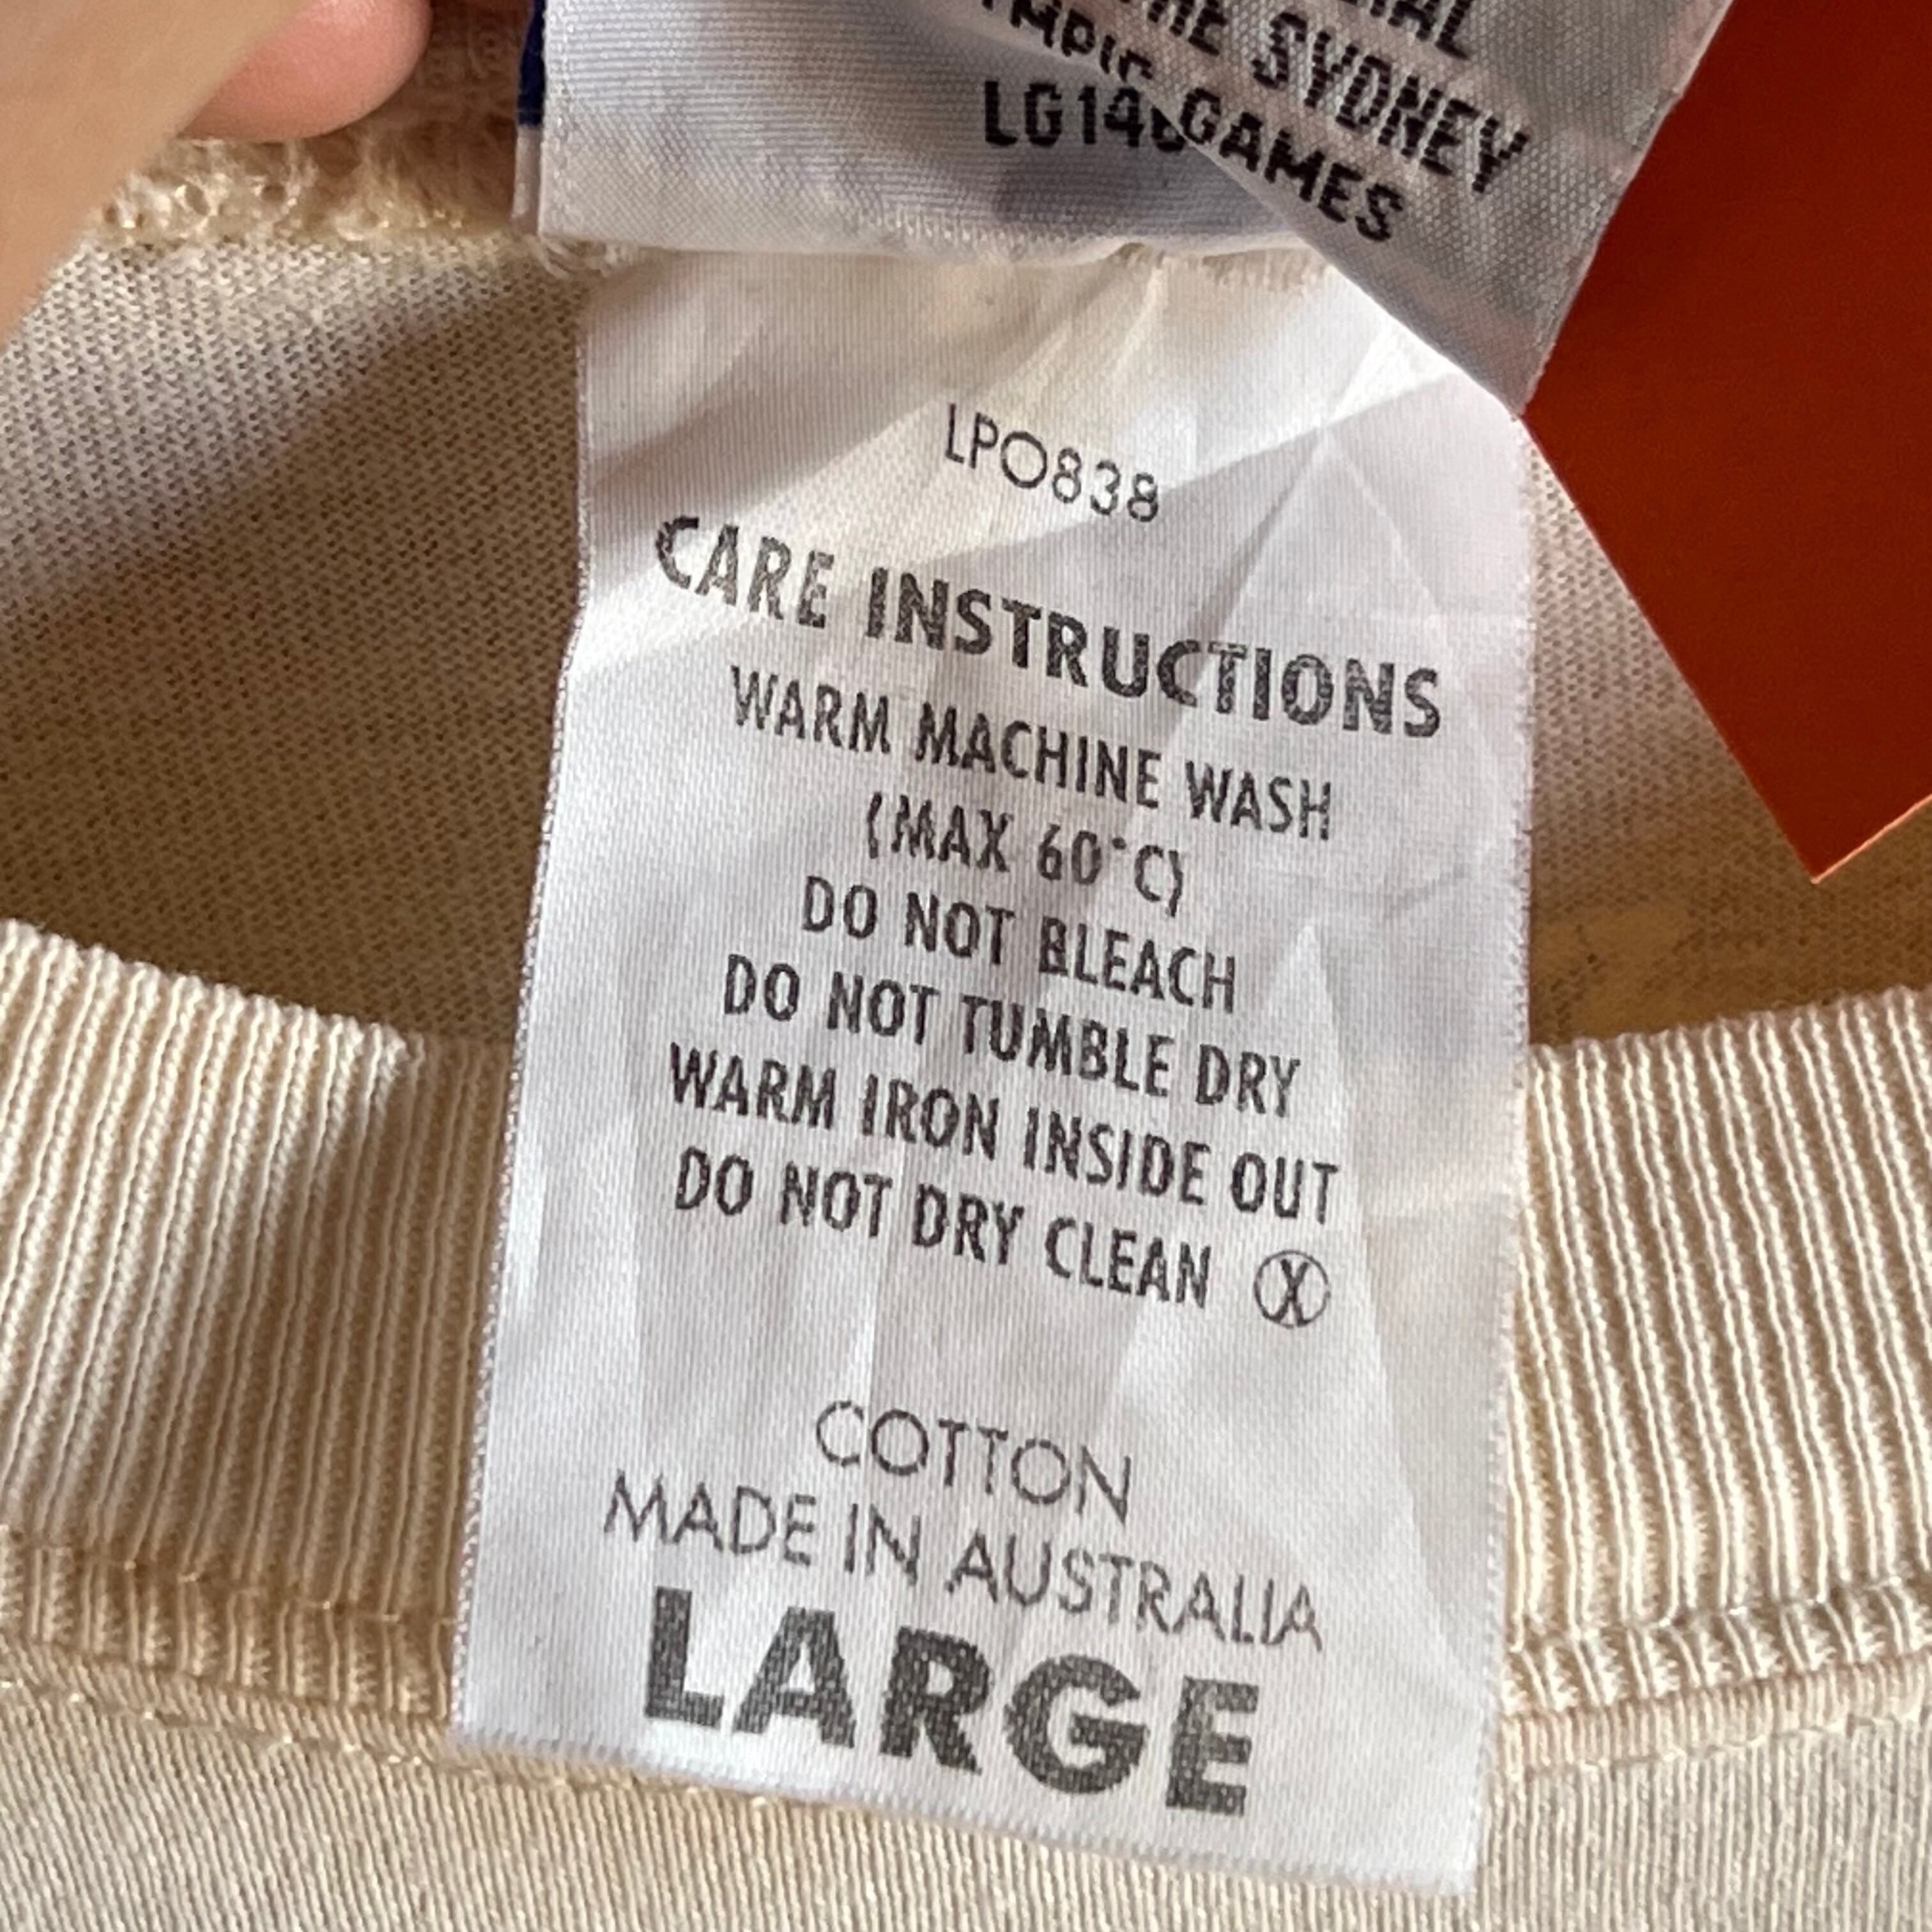 THE SYDNEY
GAMES
LPO838
CARE INSTRUCTIONS
WARM MACHINE WASH
(MAX 60°C)
DO NOT BLEACH
DO NOT TUMBLE DRY
WARM IRON INSIDE OUT
DO NOT DRY CLEAN Ⓧ
COTTON
MADE IN AUSTRALIA
LARGE